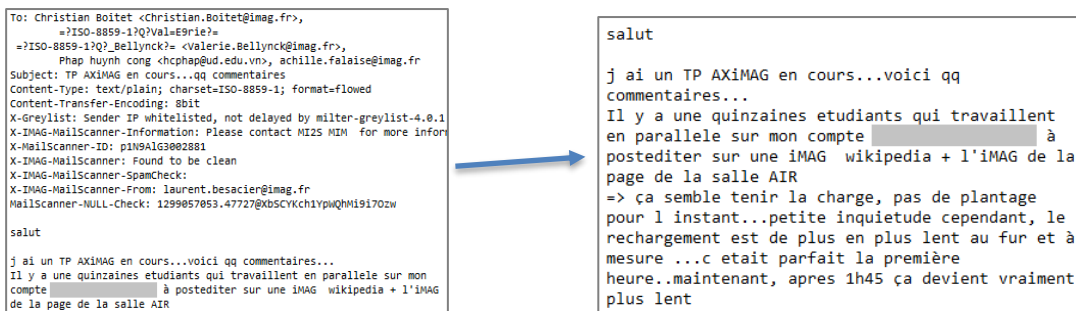 To: Christian Boitet <Christian.Boitet@imag.fr>,
=?ISO-8859-1?Q?Val=E9rie?=
=?ISO-8859-1?Q?_Bellynck?= <Valerie.Bellynck@imag.fr>,
Phap huynh cong <hcphap@ud.edu.vn>, achille.falaise@imag.fr
Subject: TP AXiMAG en cours...qq commentaires
Content-Type: text/plain; charset=ISO-8859-1; format=flowed
Content-Transfer-Encoding: 8bit
X-Greylist: Sender IP whitelisted, not delayed by milter-greylist-4.0.1
X-IMAG-MailScanner-Information: Please contact MI2S MIM for more infor
X-MailScanner-ID: p1N9AlG3002881
X-IMAG-MailScanner: Found to be clean
X-IMAG-MailScanner-SpamCheck:
X-IMAG-MailScanner-From: laurent.besacier@imag.fr
MailScanner-NULL-Check: 1299057053.47727@XbSCYKch1YpWQhMi9i7Ozw
salut
j ai un TP AXiMAG en cours...voici qq commentaires...
Il y a une quinzaines etudiants qui travaillent en parallele sur mon
compte à postediter sur une iMAG wikipedia + l'iMAG
de la page de la salle AIR
salut
j ai un TP AXiMAG en cours...voici qq
commentaires...
Il y a une quinzaines etudiants qui travaillent
en parallele sur mon compte à
postediter sur une iMAG wikipedia + l'iMAG de la
page de la salle AIR
=> ça semble tenir la charge, pas de plantage
pour l instant...petite inquietude cependant, le
rechargement est de plus en plus lent au fur et à
mesure ...c etait parfait la première
heure..maintenant, apres 1h45 ça devient vraiment
plus lent